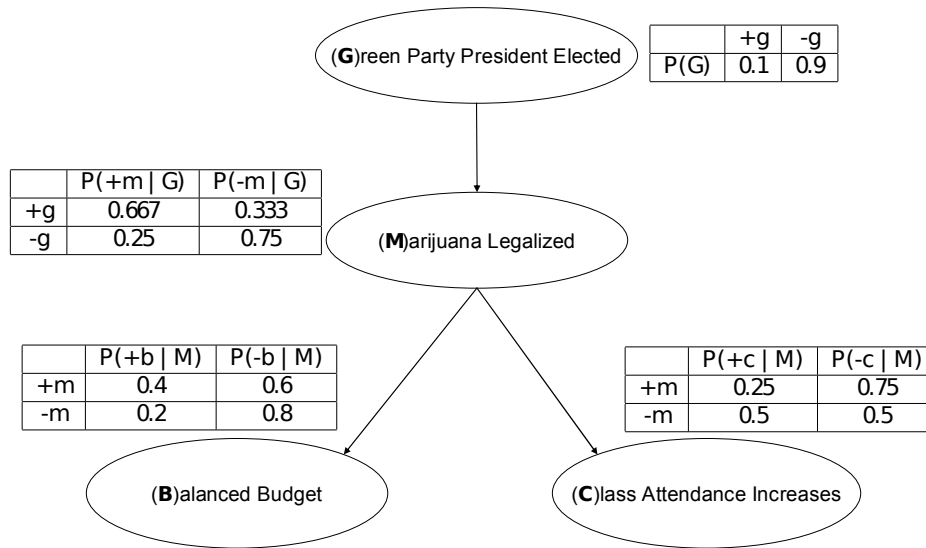 (G)reen Party President Elected
+g -g
P(G) 0.1 0.9
P(+m | G) P(-m | G)
+g 0.667 0.333
-g 0.25 0.75
(M)arijuana Legalized
P(+b | M) P(-b | M)
+m 0.4 0.6
-m 0.2 0.8
P(+c | M) P(-c | M)
+m 0.25 0.75
-m 0.5 0.5
(B)alanced Budget
(C)lass Attendance Increases